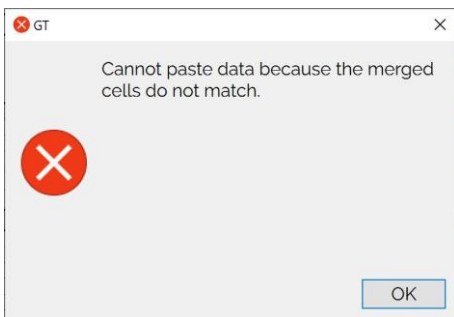 GT
Cannot paste data because the merged
cells do not match.
OK